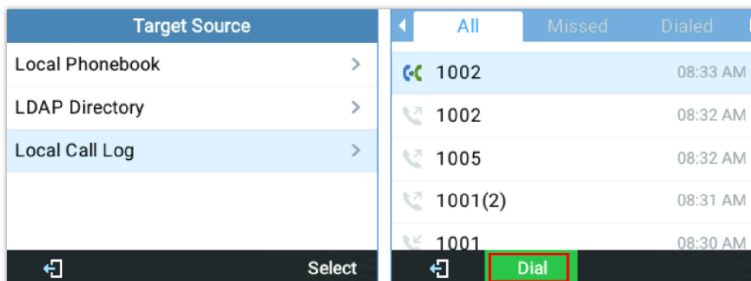 Target Source
Local Phonebook
LDAP Directory
Local Call Log
Select
All Missed Dialed
1002 08:33 AM
1002 08:32 AM
1005 08:32 AM
1001(2) 08:31 AM
1001 08:30 AM
Dial